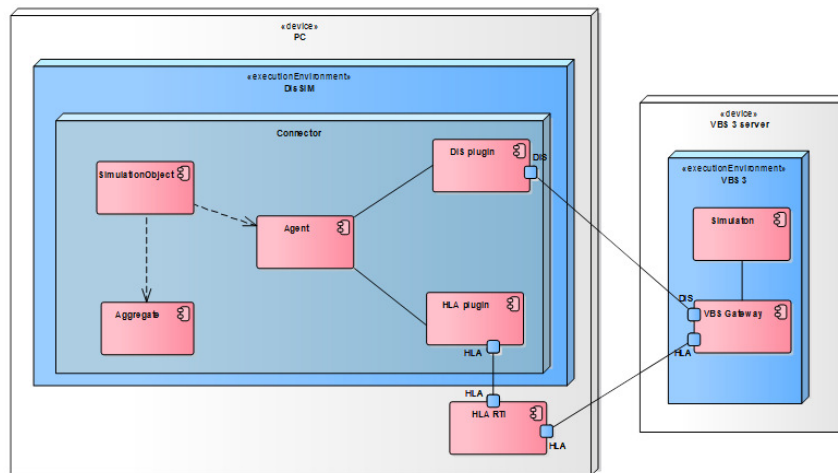 «device»
PC
«executionEnvironment»
DisSIM
Connector
SimulationObject
Agent
Aggregate
DIS plugin
DIS
HLA plugin
HLA
HLA
HLA RTI
HLA
«device»
VBS 3 server
«executionEnvironment»
VBS 3
Simulation
DIS
VBS Gateway
HLA